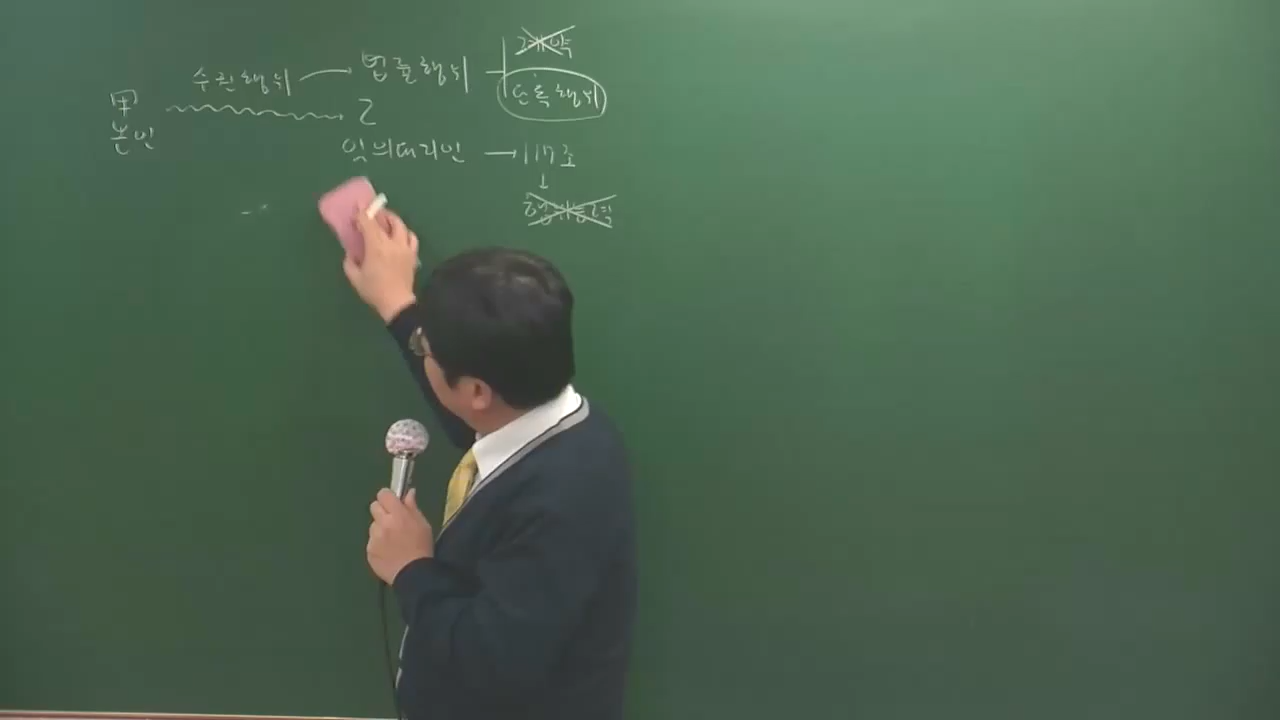 계약
수권행위 → 법률행위
단독행위
甲 乙
본인
임의대리인 → 117조
↓
행위능력